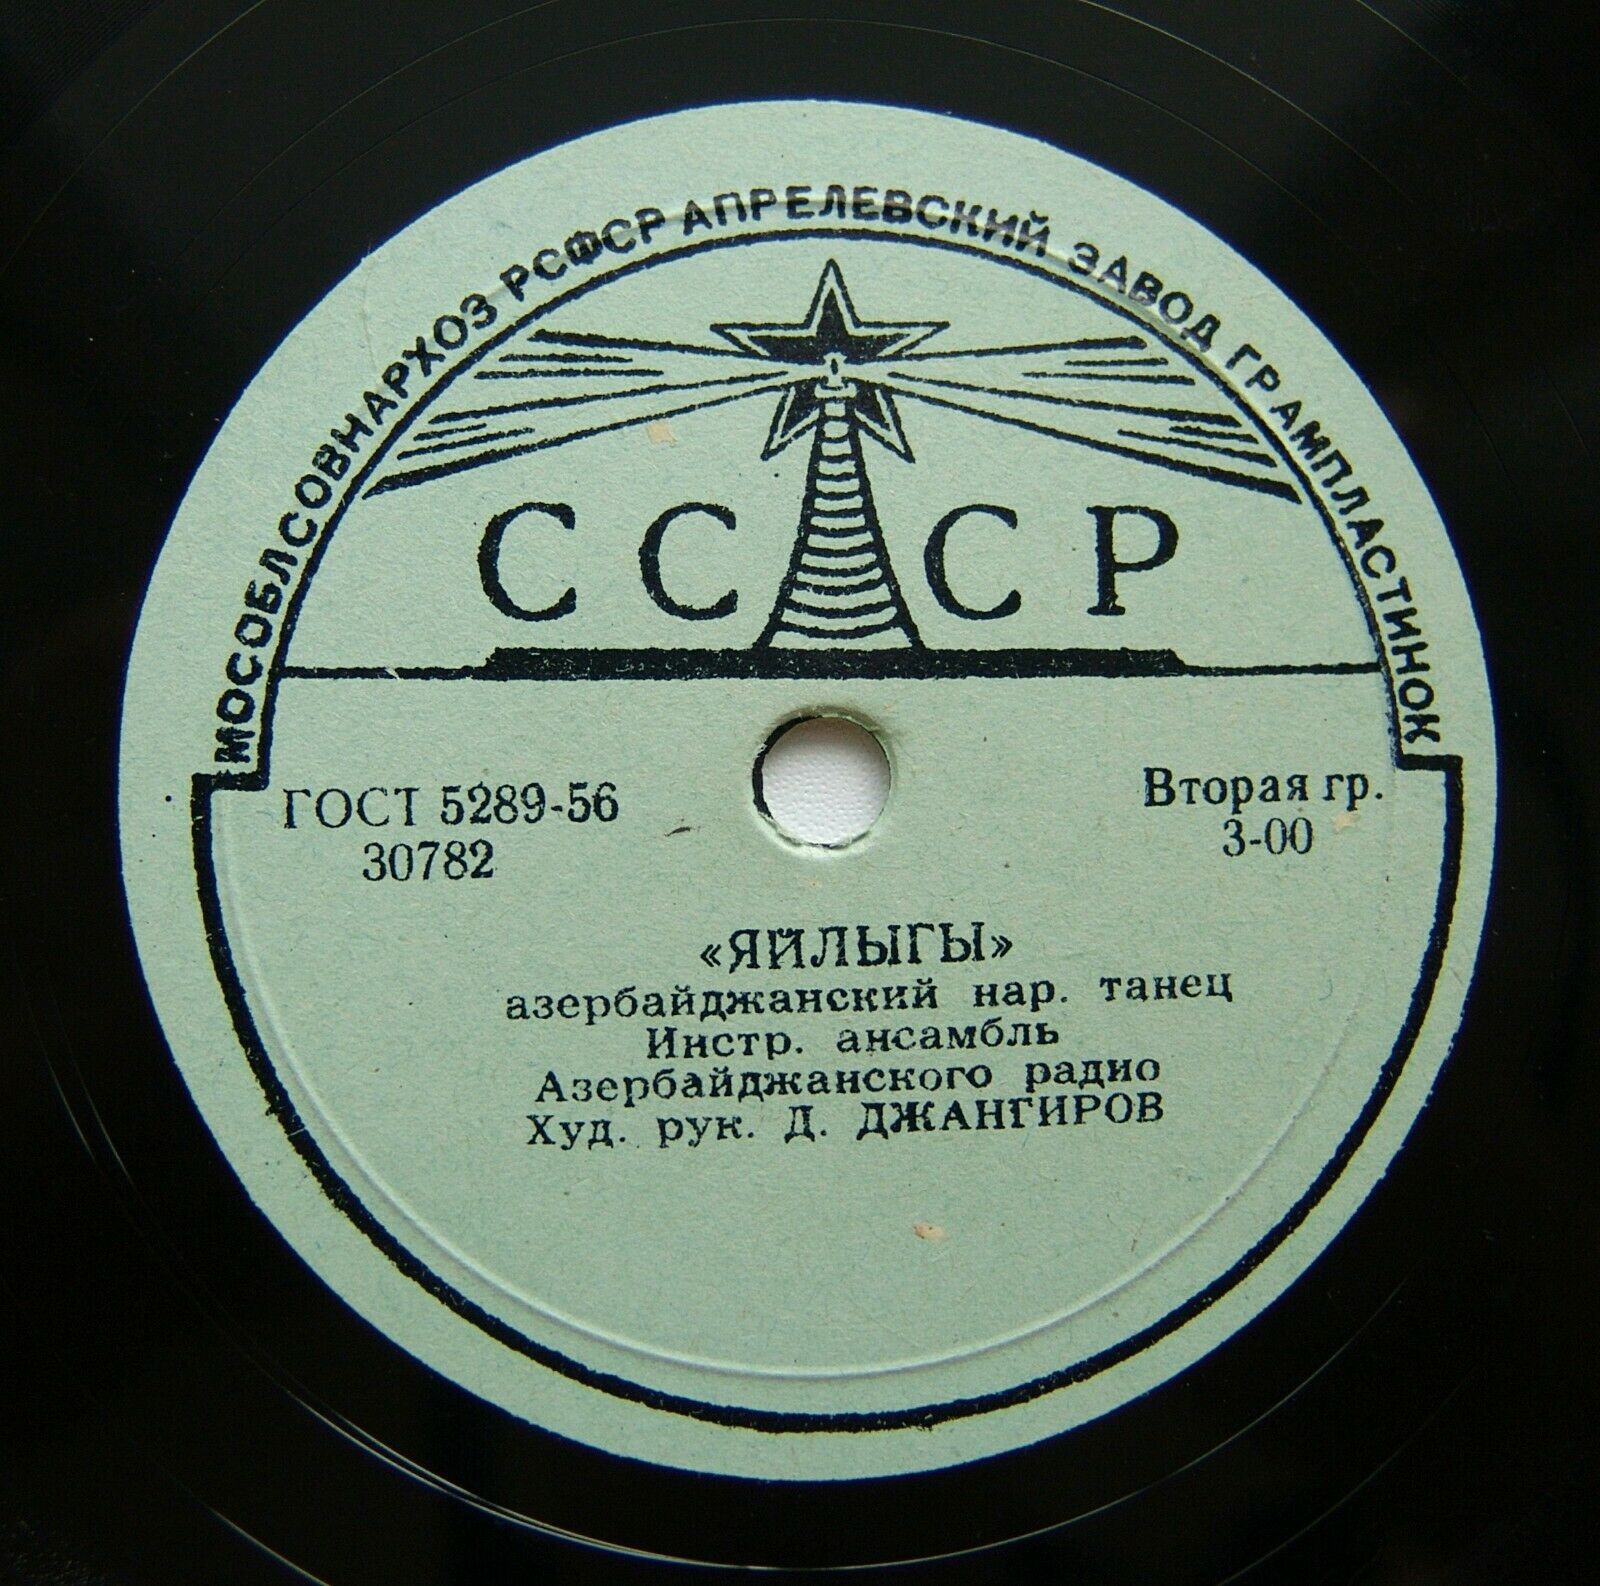 МОСОБЛСОВНАРХОЗ РСФСР АПРЕЛЕВСКИЙ ЗАВОД ГРАМПЛАСТИНОК
СССР
ГОСТ 5289-56
30782
Вторая гр.
3-00
«ЯЙЛЫГЫ»
азербайджанский нар. танец
Инстр. ансамбль
Азербайджанского радио
Худ. рук. Д. ДЖАНГИРОВ